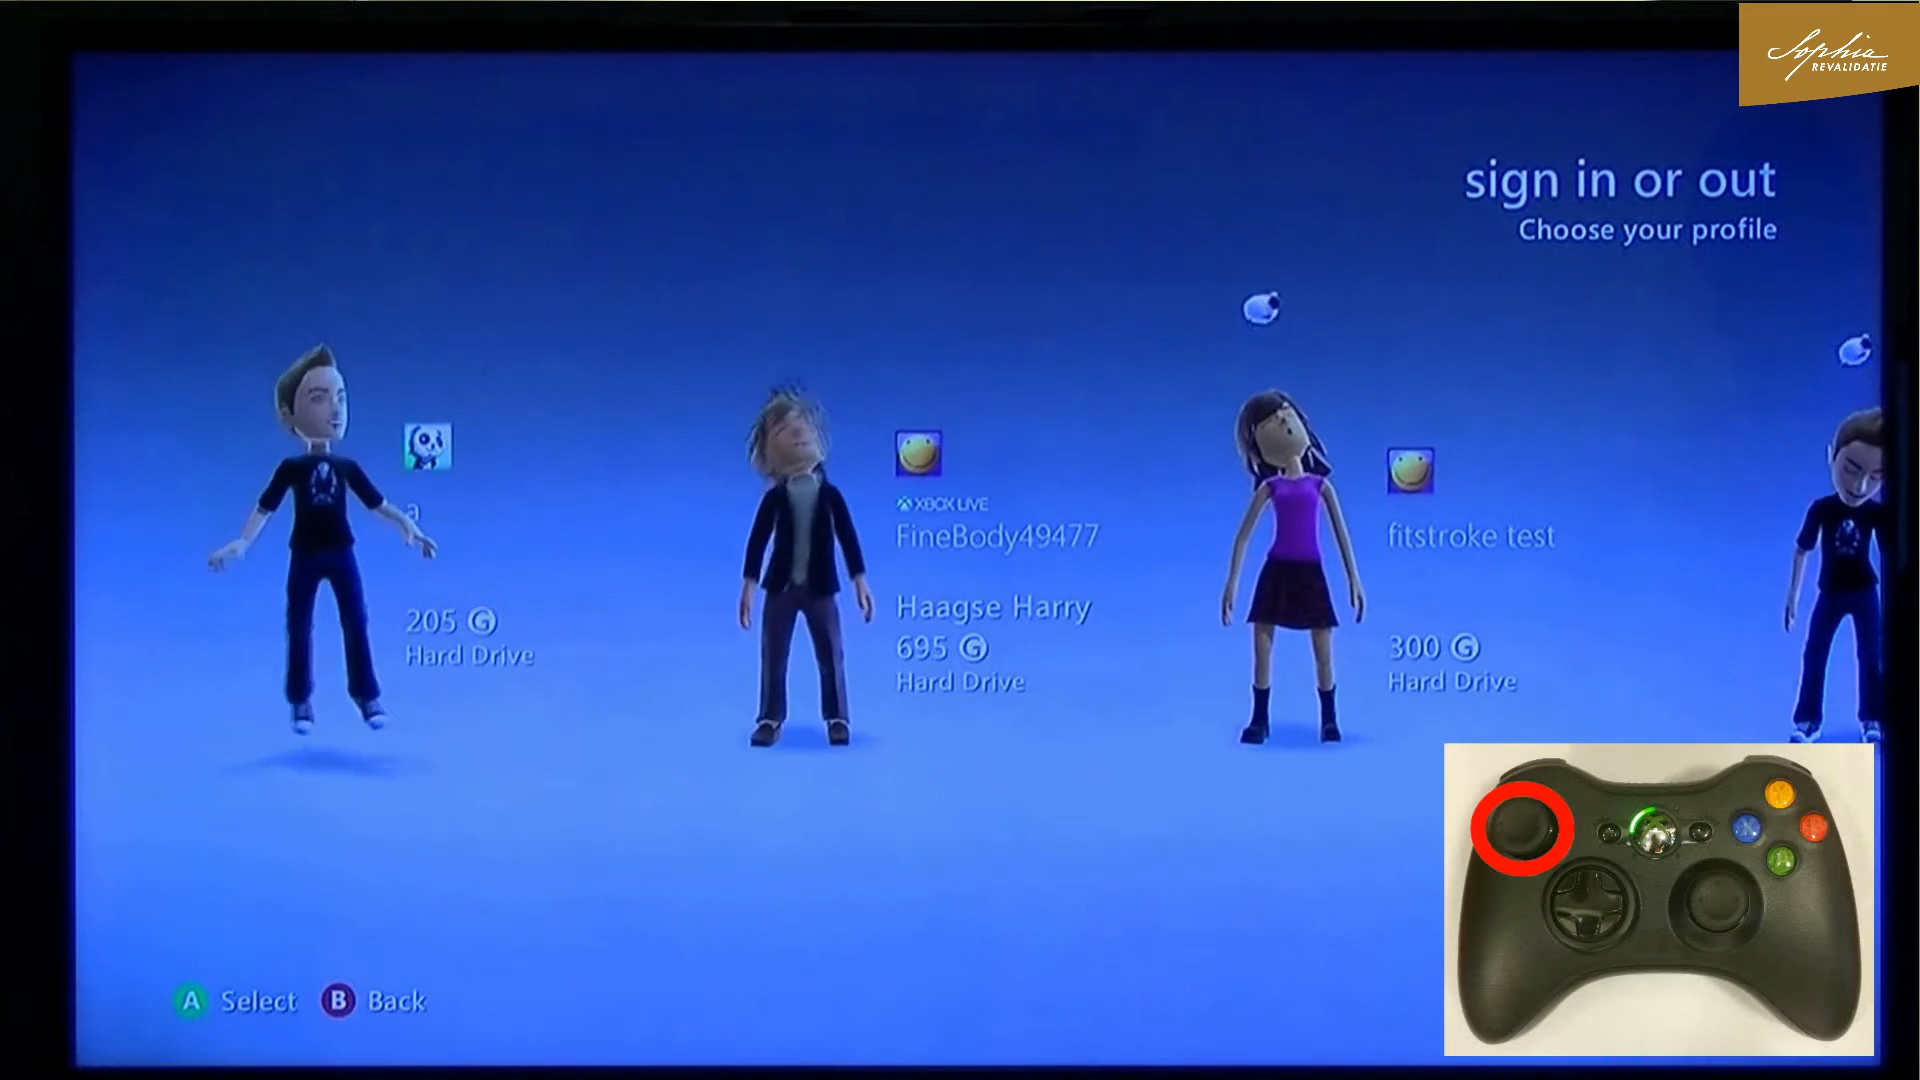 Sophia
REVALIDATIE
sign in or out
Choose your profile
a
205 G
Hard Drive
XBOX LIVE
FineBody49477
Haagse Harry
695 G
Hard Drive
fitstroke test
300 G
Hard Drive
A Select B Back
Y
X
B
A